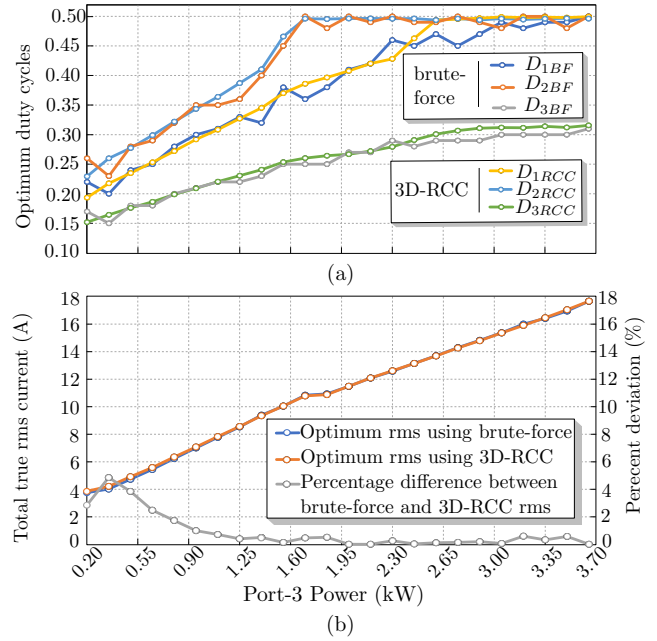 Optimum duty cycles
0.50
0.45
0.40
0.35
0.30
0.25
0.20
0.15
0.10
brute-
force
D1BF
D2BF
D3BF
3D-RCC
D1RCC
D2RCC
D3RCC
(a)
Total true rms current (A)
18
16
14
12
10
8
6
4
2
0
Optimum rms using brute-force
Optimum rms using 3D-RCC
Percentage difference between
brute-force and 3D-RCC rms
18
16
14
12
10
8
6
4
2
0
Perecent deviation (%)
0.20
0.55
0.90
1.25
1.60
1.95
2.30
2.65
3.00
3.35
3.70
Port-3 Power (kW)
(b)